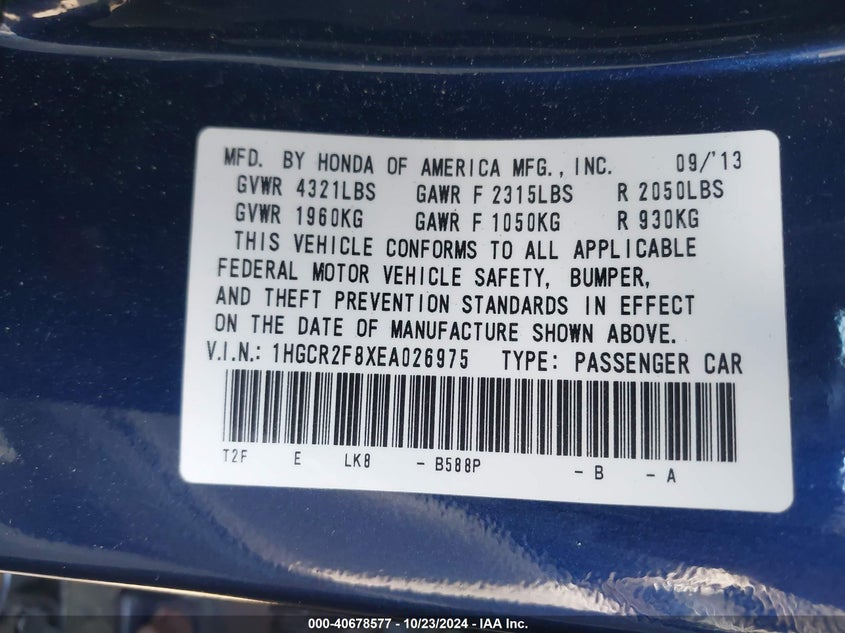 MFD. BY HONDA OF AMERICA MFG., INC. 09/'13
GVWR 4321LBS GAWR F 2315LBS R 2050LBS
GVWR 1960KG GAWR F 1050KG R 930KG
THIS VEHICLE CONFORMS TO ALL APPLICABLE
FEDERAL MOTOR VEHICLE SAFETY, BUMPER,
AND THEFT PREVENTION STANDARDS IN EFFECT
ON THE DATE OF MANUFACTURE SHOWN ABOVE.
V.I.N.: 1HGCR2F8XEA026975 TYPE: PASSENGER CAR
T2F E LK8 - B588P - B - A
000-40678577 - 10/23/2024 - IAA Inc.